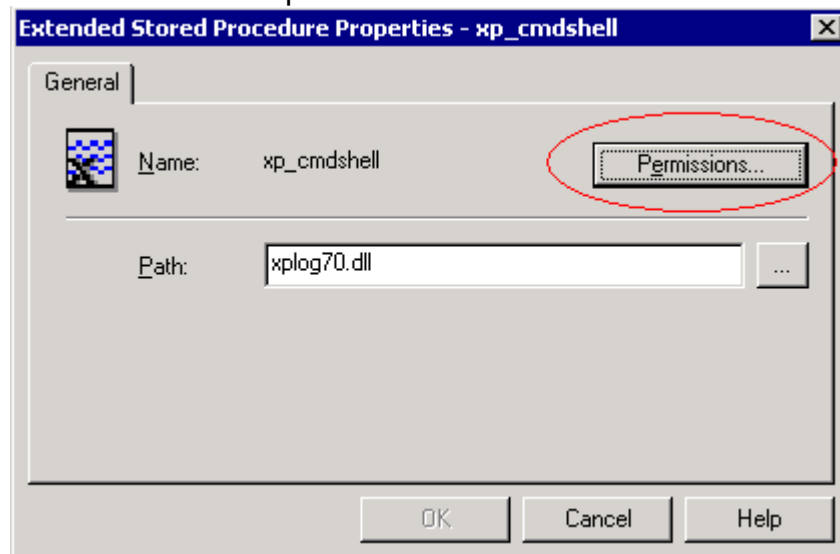 Extended Stored Procedure Properties - xp_cmdshell
General
Name: xp_cmdshell Permissions...
Path: xplog70.dll ...
OK Cancel Help